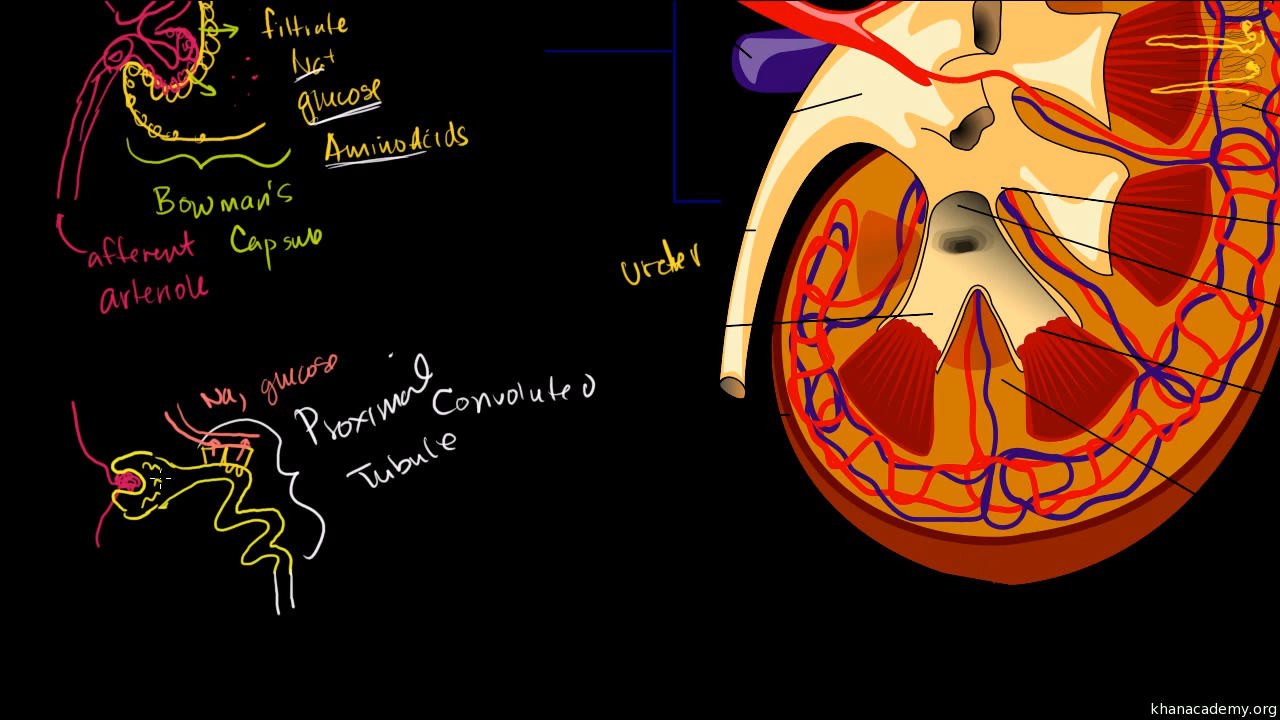 filtrate
Na+
glucose
Amino Acids
Bowman's
Capsule
afferent
arteriole
ureter
Na, glucose
Proximal
Convoluted
Tubule
khanacademy.org